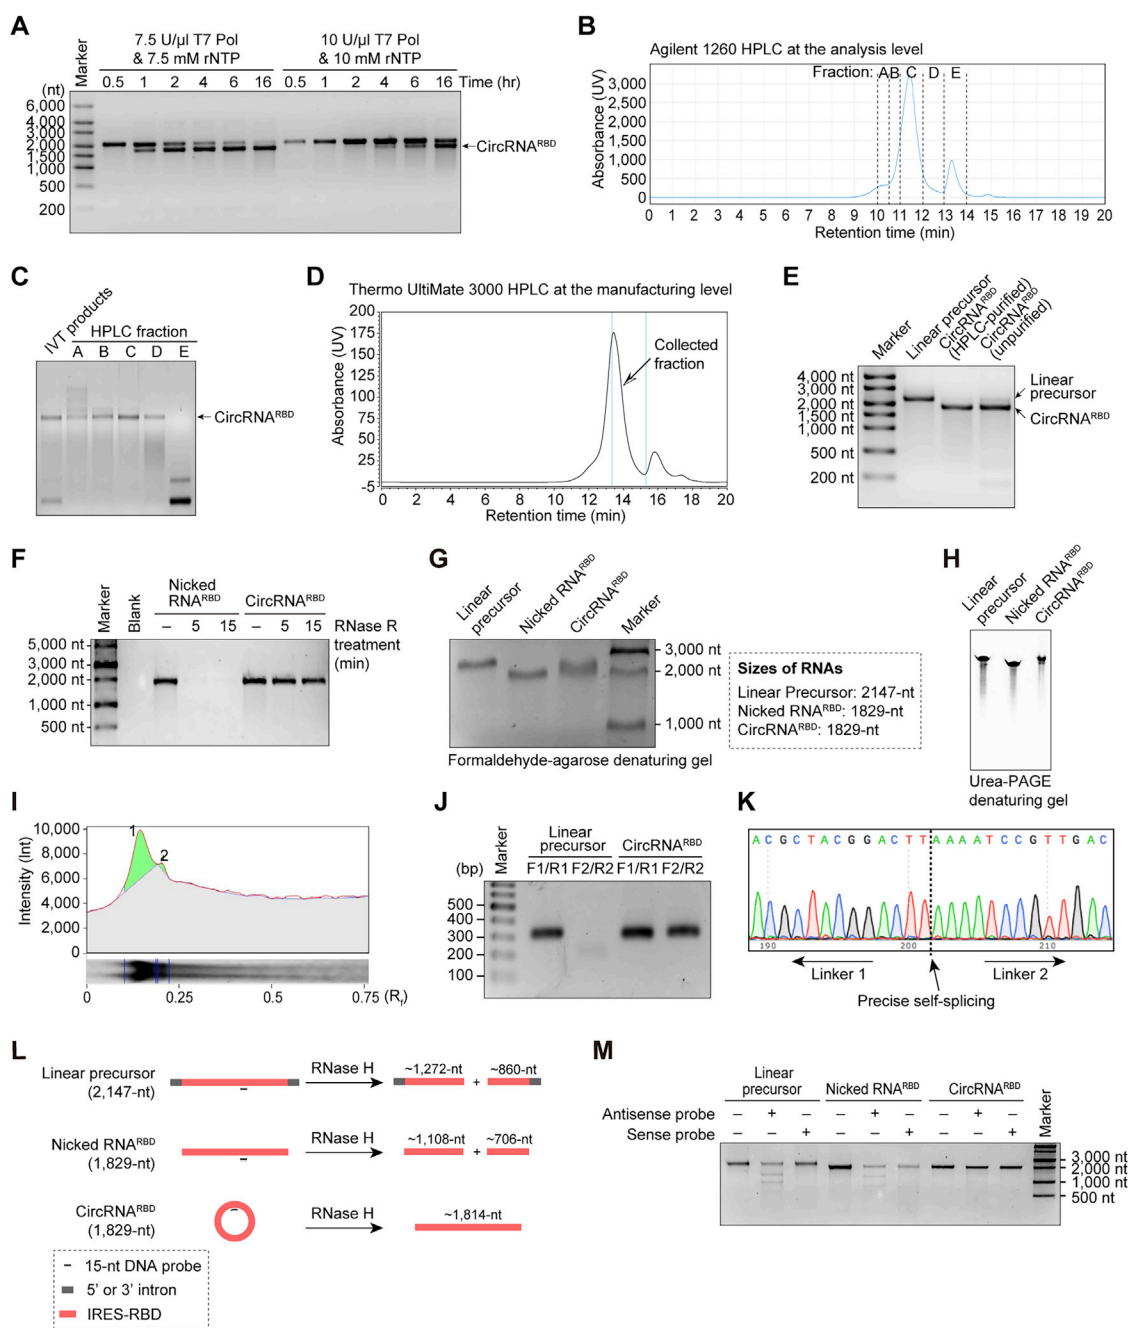 A
Marker
7.5 U/µl T7 Pol
& 7.5 mM rNTP
10 U/µl T7 Pol
& 10 mM rNTP
(nt)
0.5 1 2 4 6 16 0.5 1 2 4 6 16 Time (hr)
6,000
4,000
3,000
2,000
1,500
1,000
500
200
CircRNA^RBD
B
Agilent 1260 HPLC at the analysis level
Fraction: A B C D E
Absorbance (UV)
3,000
2,500
2,000
1,500
1,000
500
0
0 1 2 3 4 5 6 7 8 9 10 11 12 13 14 15 16 17 18 19 20
Retention time (min)
C
IVT products
HPLC fraction
A B C D E
CircRNA^RBD
D
Thermo UltiMate 3000 HPLC at the manufacturing level
Absorbance (UV)
200
175
150
125
100
75
50
25
-5
Collected
fraction
0 2 4 6 8 10 12 14 16 18 20
Retention time (min)
E
Marker
Linear precursor
CircRNA^RBD
(HPLC-purified)
CircRNA^RBD
(unpurified)
4,000 nt
3,000 nt
2,000 nt
1,500 nt
1,000 nt
500 nt
200 nt
Linear
precursor
CircRNA^RBD
F
Marker
Blank
Nicked
RNA^RBD
CircRNA^RBD
– 5 15 – 5 15
RNase R
treatment
(min)
5,000 nt
3,000 nt
2,000 nt
1,000 nt
500 nt
G
Linear
precursor
Nicked RNA^RBD
CircRNA^RBD
Marker
3,000 nt
2,000 nt
1,000 nt
Formaldehyde-agarose denaturing gel
Sizes of RNAs
Linear Precursor: 2147-nt
Nicked RNA^RBD: 1829-nt
CircRNA^RBD: 1829-nt
H
Linear
precursor
Nicked RNA^RBD
CircRNA^RBD
Urea-PAGE
denaturing gel
I
Intensity (Int)
10,000
8,000
6,000
4,000
2,000
0
1
2
0 0.25 0.5 0.75 (Rf)
J
Marker
Linear
precursor
CircRNA^RBD
(bp)
F1/R1 F2/R2 F1/R1 F2/R2
500
400
300
200
100
K
A C G C T A C G G A C T T A A A A T C C G T T G A C
190 200 210
Linker 1
Linker 2
Precise self-splicing
L
Linear precursor
(2,147-nt)
RNase H
~1,272-nt + ~860-nt
Nicked RNA^RBD
(1,829-nt)
RNase H
~1,108-nt + ~706-nt
CircRNA^RBD
(1,829-nt)
RNase H
~1,814-nt
15-nt DNA probe
5' or 3' intron
IRES-RBD
M
Linear
precursor
Nicked RNA^RBD
CircRNA^RBD
Marker
Antisense probe – + – – + – – + –
Sense probe – – + – – + – – +
3,000 nt
2,000 nt
1,000 nt
500 nt